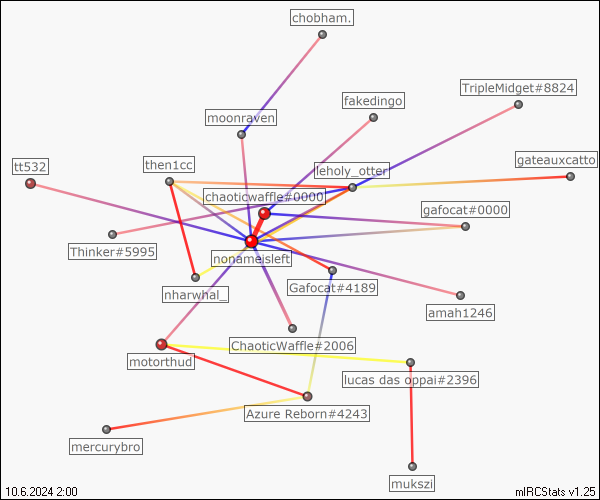 chobham.
TripleMidget#8824
fakedingo
moonraven
gateauxcatto
then1cc
leholy_otter
tt532
chaoticwaffle#0000
gafocat#0000
Thinker#5995
nonameisleft
Gafocat#4189
nharwhal_
amah1246
ChaoticWaffle#2006
motorthud
lucas das oppai#2396
Azure Reborn#4243
mercurybro
mukszi
10.6.2024 2:00
mIRCStats v1.25